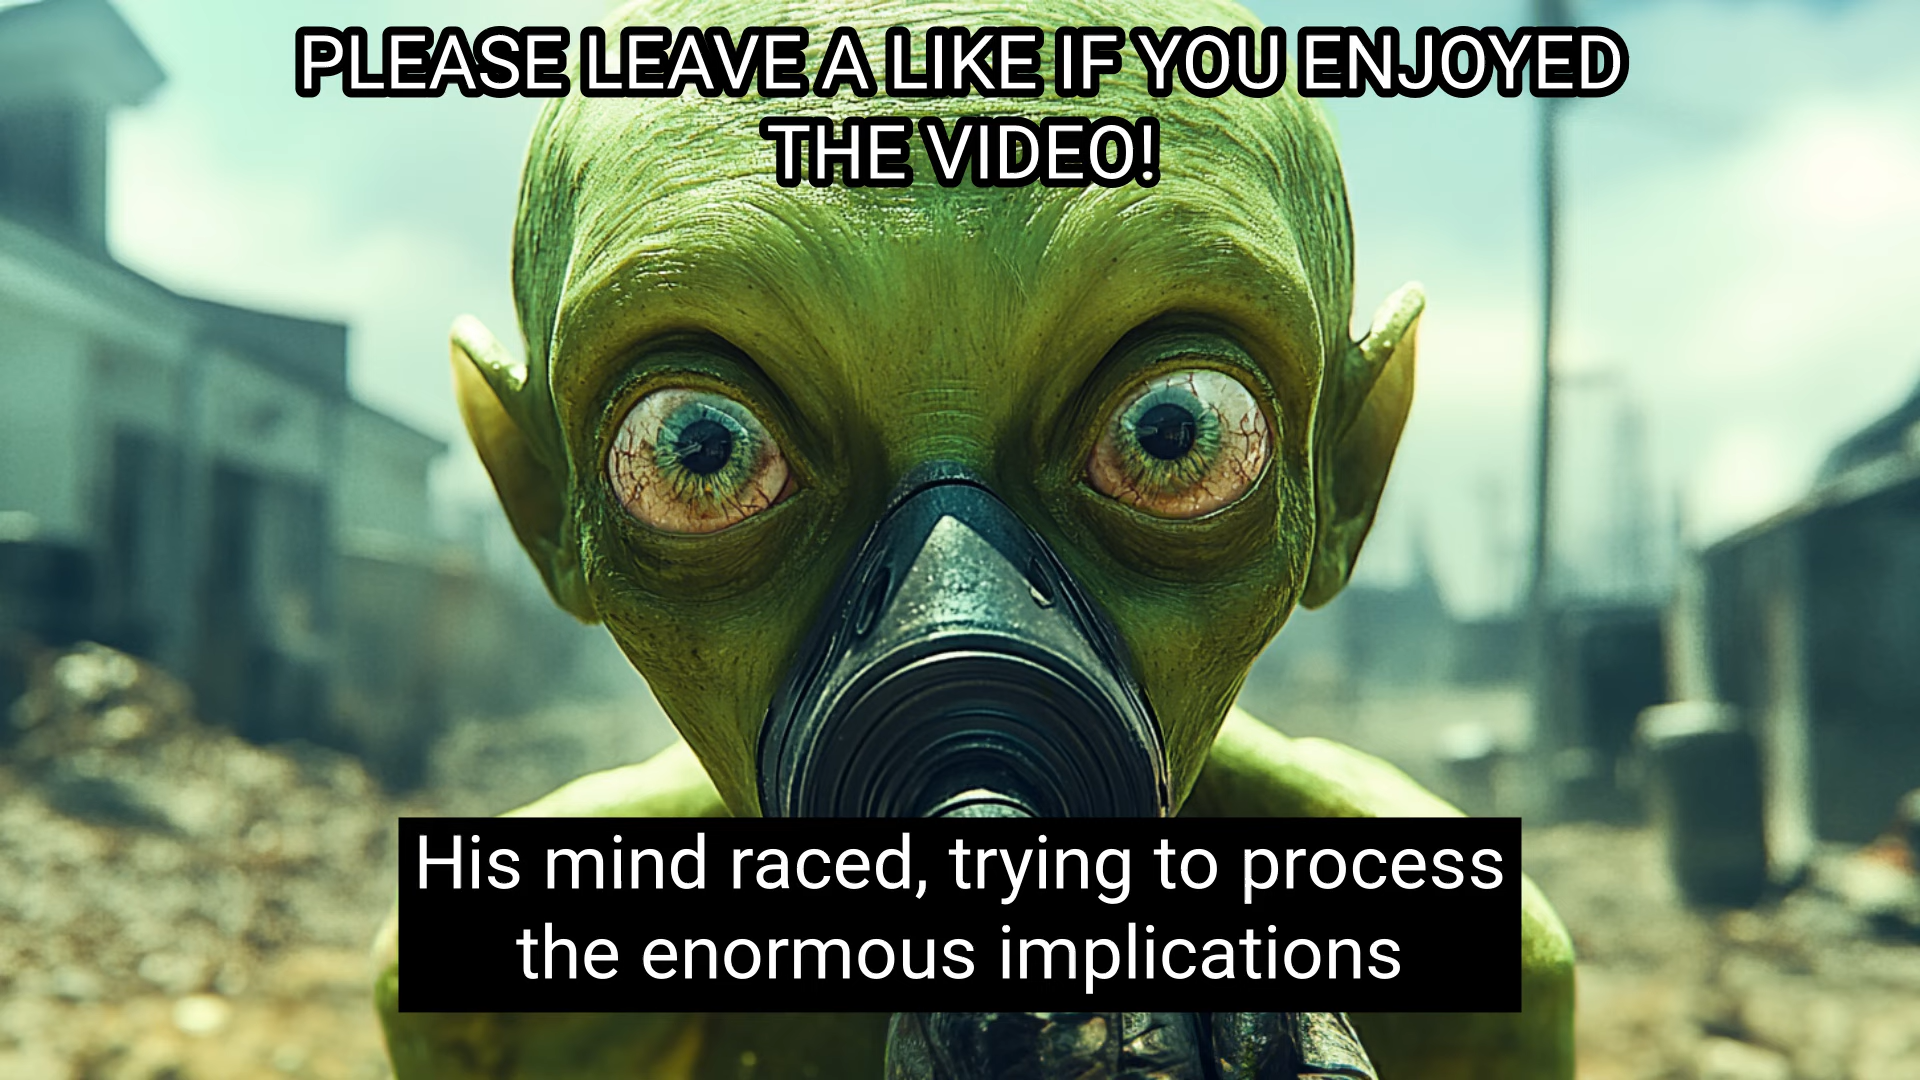 PLEASE LEAVE A LIKE IF YOU ENJOYED
THE VIDEO!
His mind raced, trying to process
the enormous implications